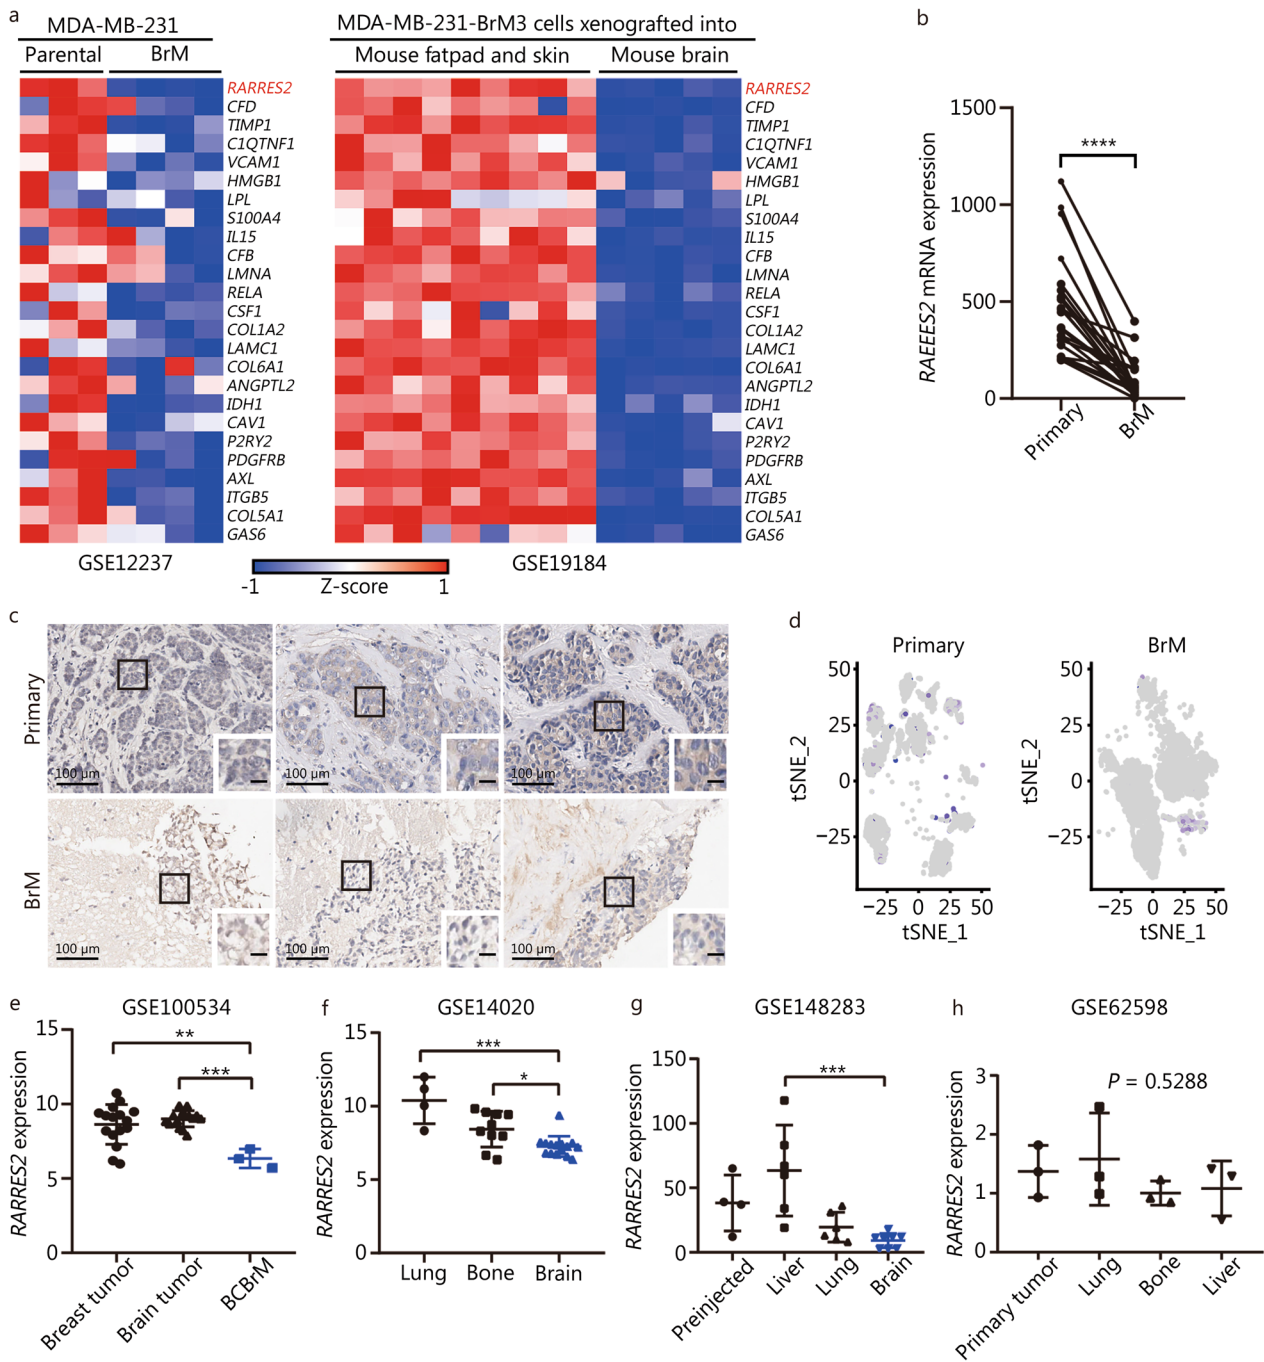 a
MDA-MB-231
Parental BrM
MDA-MB-231-BrM3 cells xenografted into
Mouse fatpad and skin Mouse brain
RARRES2
CFD
TIMP1
C1QTNF1
VCAM1
HMGB1
LPL
S100A4
IL15
CFB
LMNA
RELA
CSF1
COL1A2
LAMC1
COL6A1
ANGPTL2
IDH1
CAV1
P2RY2
PDGFRB
AXL
ITGB5
COL5A1
GAS6
RARRES2
CFD
TIMP1
C1QTNF1
VCAM1
HMGB1
LPL
S100A4
IL15
CFB
LMNA
RELA
CSF1
COL1A2
LAMC1
COL6A1
ANGPTL2
IDH1
CAV1
P2RY2
PDGFRB
AXL
ITGB5
COL5A1
GAS6
GSE12237
-1 Z-score 1
GSE19184
b
RAEES2 mRNA expression
1500
1000
500
0
****
Primary
BrM
c
Primary
100 μm
100 μm
100 μm
BrM
100 μm
100 μm
100 μm
d
Primary
tSNE_2
50
25
0
−25
−25 0 25 50
tSNE_1
BrM
tSNE_2
50
25
0
−25
−25 0 25 50
tSNE_1
e
GSE100534
RARRES2 expression
15
10
5
0
**
***
Breast tumor
Brain tumor
BCBrM
f
GSE14020
RARRES2 expression
15
10
5
0
***
*
Lung Bone Brain
g
GSE148283
RARRES2 expression
150
100
50
0
***
Preinjected
Liver
Lung
Brain
h
GSE62598
RARRES2 expression
3
2
1
0
P = 0.5288
Primary tumor
Lung
Bone
Liver